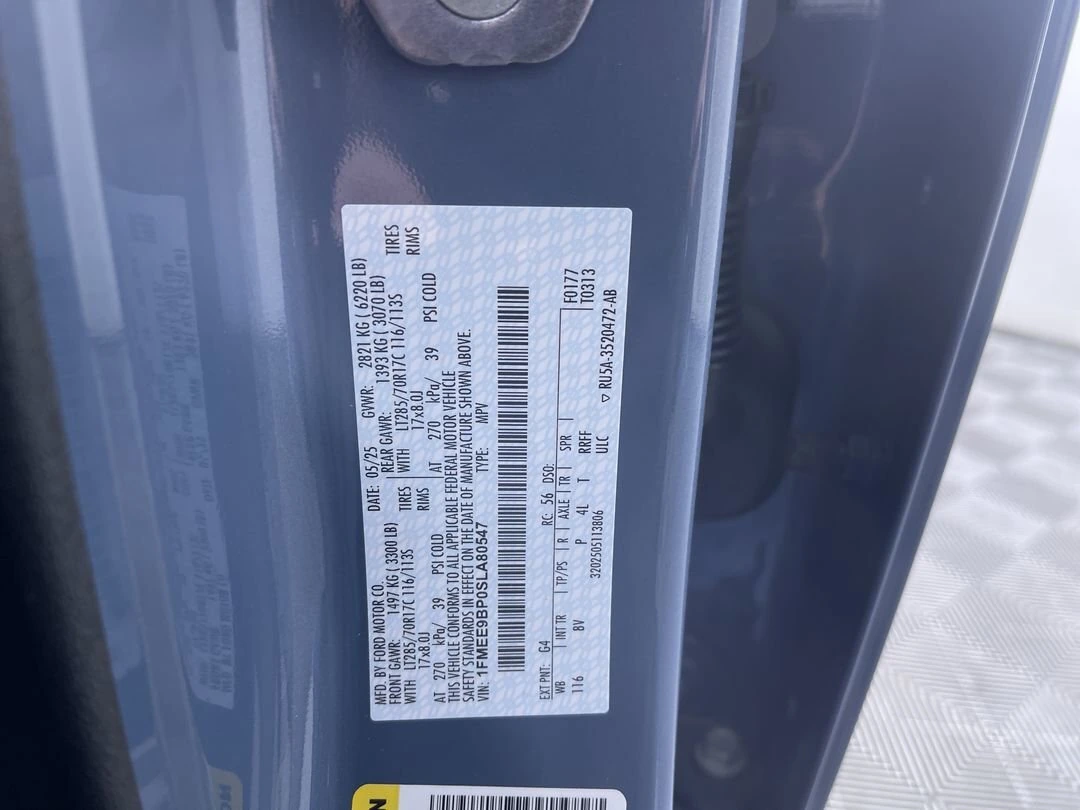 MFD. BY FORD MOTOR CO.
DATE: 05/25
GVWR: 2821 KG ( 6220 LB)
FRONT GAWR: 1497 KG ( 3300 LB)
REAR GAWR: 1393 KG ( 3070 LB)
WITH LT285/70R17C 116/113S TIRES
WITH LT285/70R17C 116/113S TIRES
17x8.0J RIMS
17x8.0J RIMS
AT 270 kPa/ 39 PSI COLD
AT 270 kPa/ 39 PSI COLD
THIS VEHICLE CONFORMS TO ALL APPLICABLE FEDERAL MOTOR VEHICLE
SAFETY STANDARDS IN EFFECT ON THE DATE OF MANUFACTURE SHOWN ABOVE.
VIN: 1FMEE9BP0SLA80547
TYPE: MPV
EXT PNT: G4 RC: 56 DSO:
F0177
T0313
WB INT TR TP/PS R AXLE TR SPR
116 BV P 4L T RRFF
ULC
3202505113806
▽ RU5A-3520472-AB